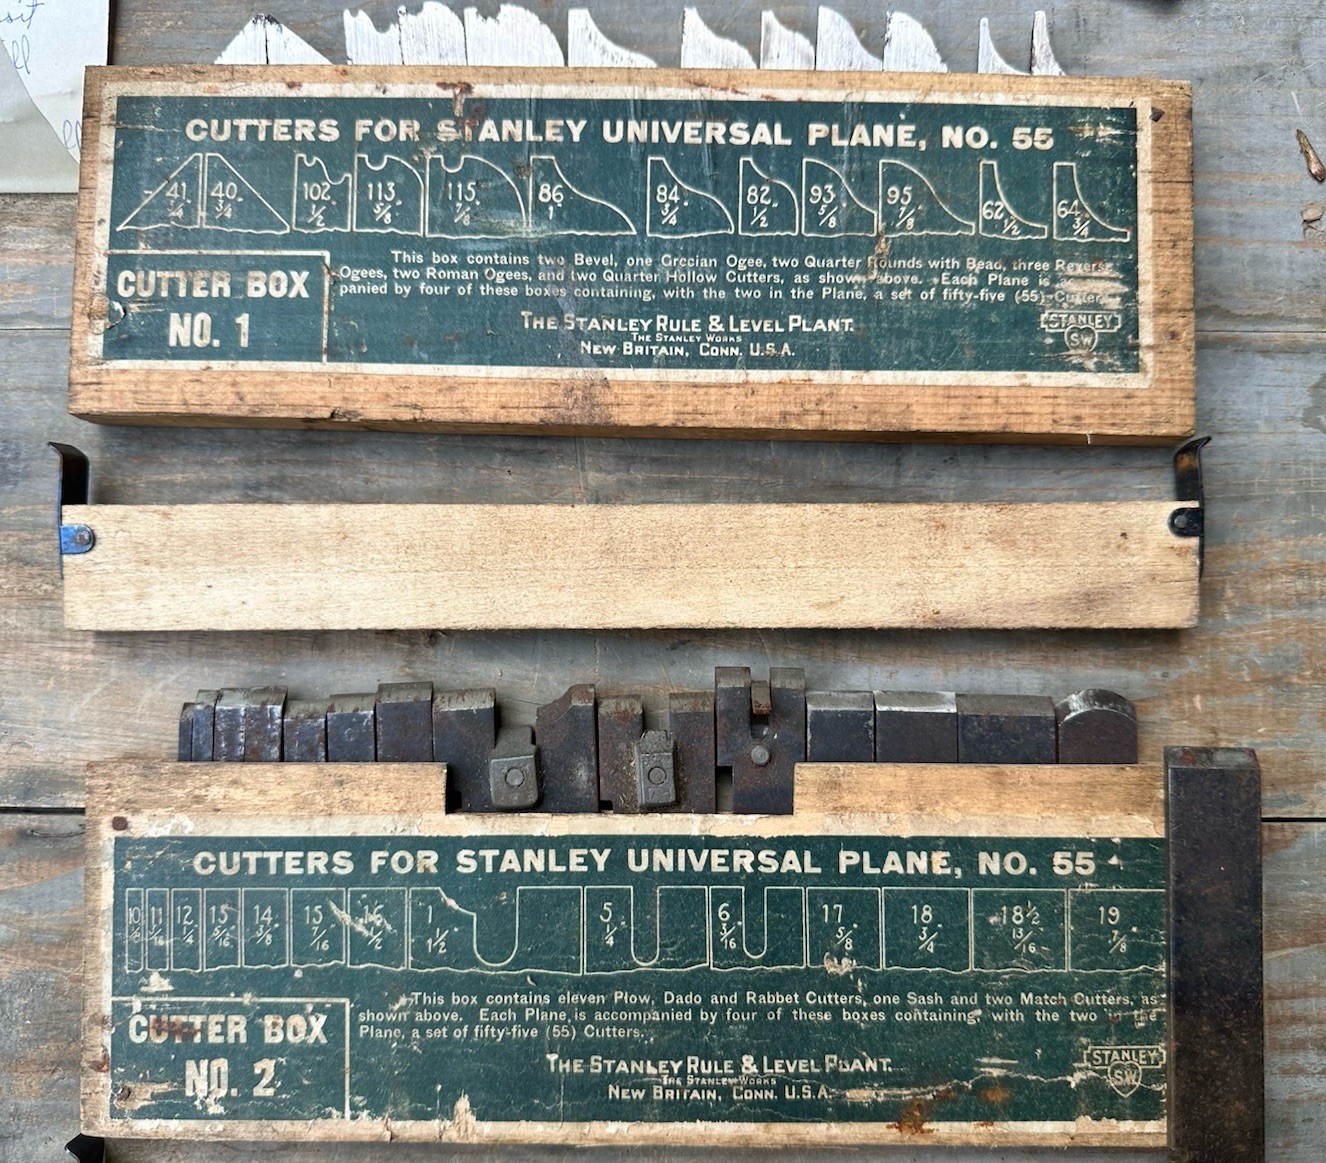 CUTTERS FOR STANLEY UNIVERSAL PLANE, NO. 55
41 3/4
40 3/4
102 1/2
113 5/8
115 7/8
86 1"
84 3/4
82 1/2
93 5/8
95 7/8
62 1/2
64 3/4
This box contains two Bevel, one Grecian Ogee, two Quarter Rounds with Bead, three Reverse
Ogees, two Roman Ogees, and two Quarter Hollow Cutters, as shown above. Each Plane is
panied by four of these boxes containing, with the two in the Plane, a set of fifty-five (55) Cutters
CUTTER BOX
NO. 1
THE STANLEY RULE & LEVEL PLANT.
THE STANLEY WORKS
NEW BRITAIN, CONN. U.S.A.
STANLEY
SW
CUTTERS FOR STANLEY UNIVERSAL PLANE, NO. 55
10 1/8
11 3/16
12 1/4
13 5/16
14 3/8
15 7/16
16 1/2
1 1 1/2
5 1/4
6 3/16
17 5/8
18 3/4
18 1/2 13/16
19 7/8
This box contains eleven Plow, Dado and Rabbet Cutters, one Sash and two Match Cutters, as
shown above. Each Plane is accompanied by four of these boxes containing, with the two in the
Plane, a set of fifty-five (55) Cutters.
CUTTER BOX
NO. 2
THE STANLEY RULE & LEVEL PLANT.
THE STANLEY WORKS
NEW BRITAIN, CONN. U.S.A.
STANLEY
SW